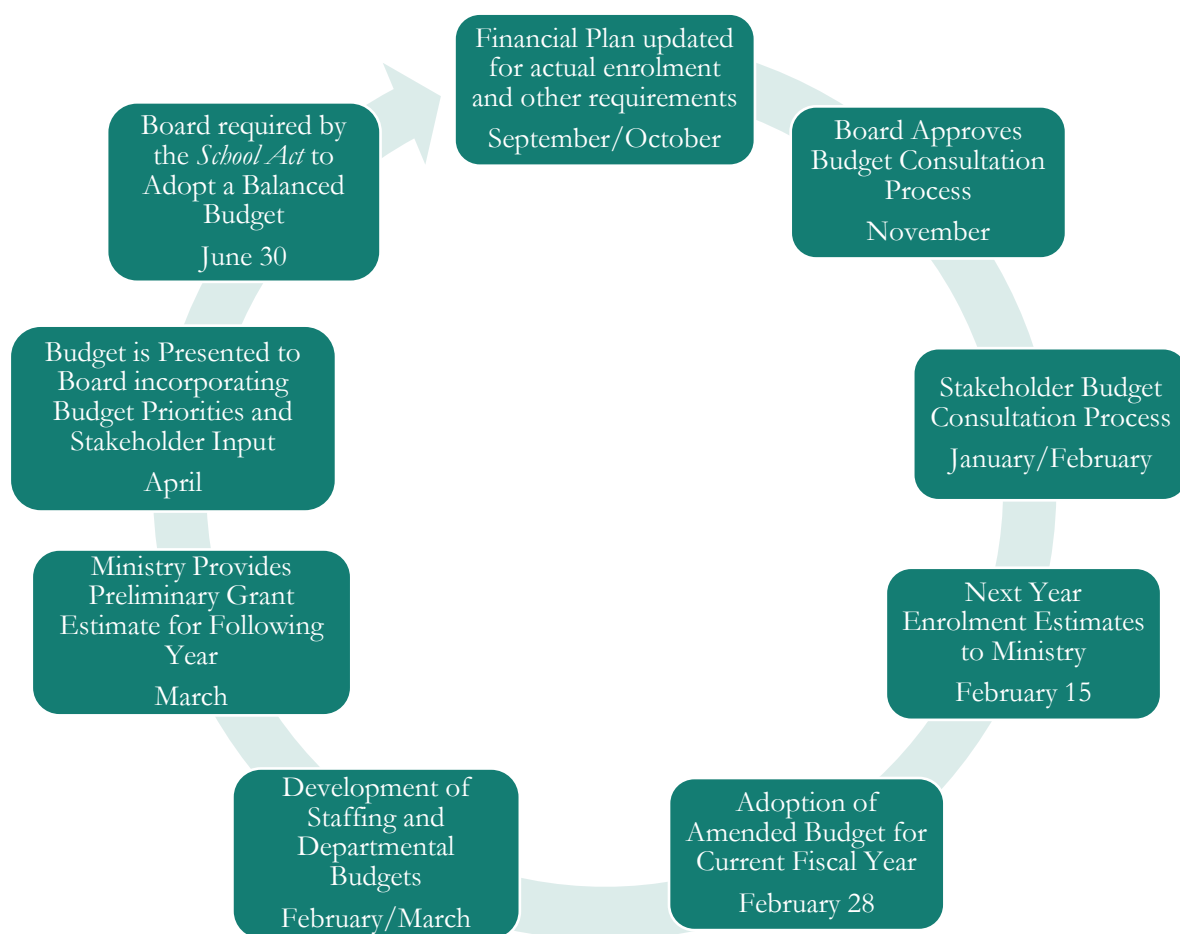 Financial Plan updated
for actual enrolment
and other requirements
September/October
Board Approves
Budget Consultation
Process
November
Stakeholder Budget
Consultation Process
January/February
Next Year
Enrolment Estimates
to Ministry
February 15
Adoption of
Amended Budget for
Current Fiscal Year
February 28
Development of
Staffing and
Departmental
Budgets
February/March
Ministry Provides
Preliminary Grant
Estimate for Following
Year
March
Budget is Presented to
Board incorporating
Budget Priorities and
Stakeholder Input
April
Board required by
the School Act to
Adopt a Balanced
Budget
June 30